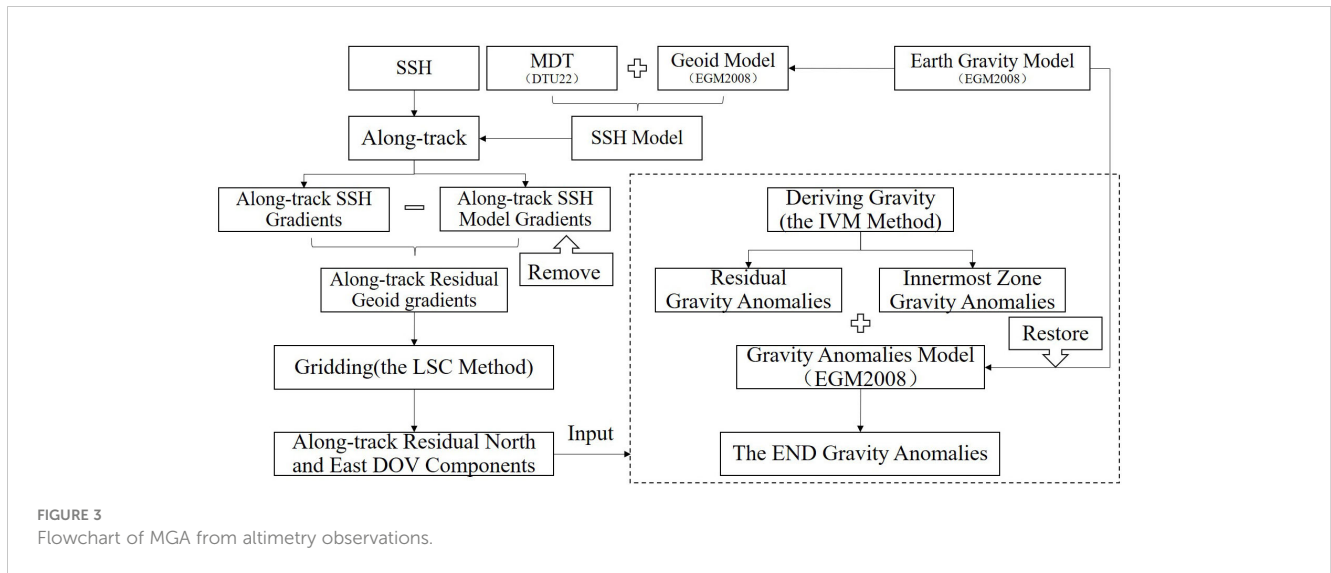 SSH
MDT
(DTU22)
Geoid Model
(EGM2008)
Earth Gravity Model
(EGM2008)
Along-track
SSH Model
Along-track SSH
Gradients
Along-track SSH
Model Gradients
Remove
Along-track Residual
Geoid gradients
Gridding(the LSC Method)
Along-track Residual North
and East DOV Components
Input
Deriving Gravity
(the IVM Method)
Residual
Gravity Anomalies
Innermost Zone
Gravity Anomalies
Restore
Gravity Anomalies Model
（EGM2008）
The END Gravity Anomalies
FIGURE 3
Flowchart of MGA from altimetry observations.